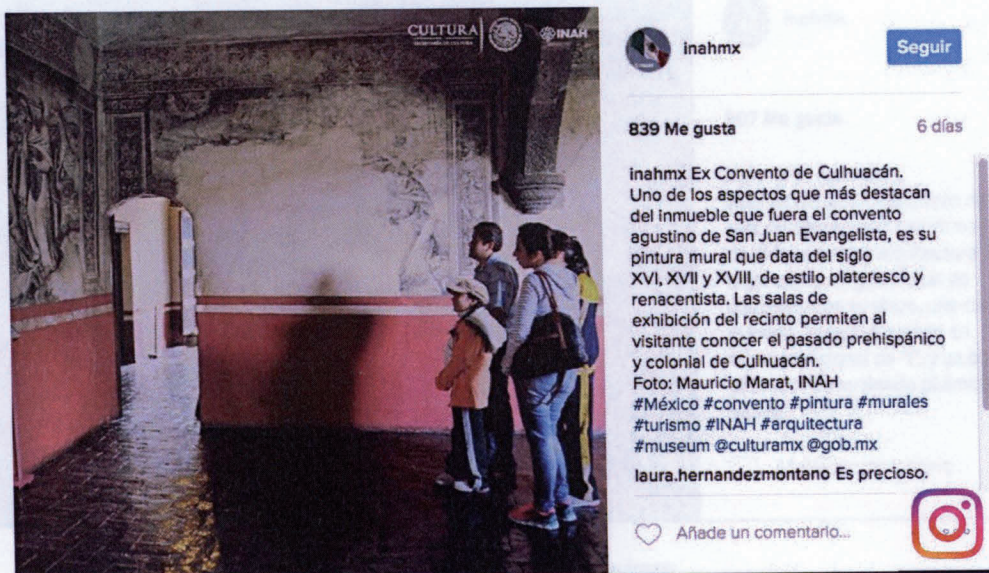 CULTURA
SECRETARÍA DE CULTURA
INAH
inahmx
Seguir
839 Me gusta
6 días
inahmx Ex Convento de Culhuacán.
Uno de los aspectos que más destacan
del inmueble que fuera el convento
agustino de San Juan Evangelista, es su
pintura mural que data del siglo
XVI, XVII y XVIII, de estilo plateresco y
renacentista. Las salas de
exhibición del recinto permiten al
visitante conocer el pasado prehispánico
y colonial de Culhuacán.
Foto: Mauricio Marat, INAH
#México #convento #pintura #murales
#turismo #INAH #arquitectura
#museum @culturamx @gob.mx
laura.hernandezmontano Es precioso.
Añade un comentario...